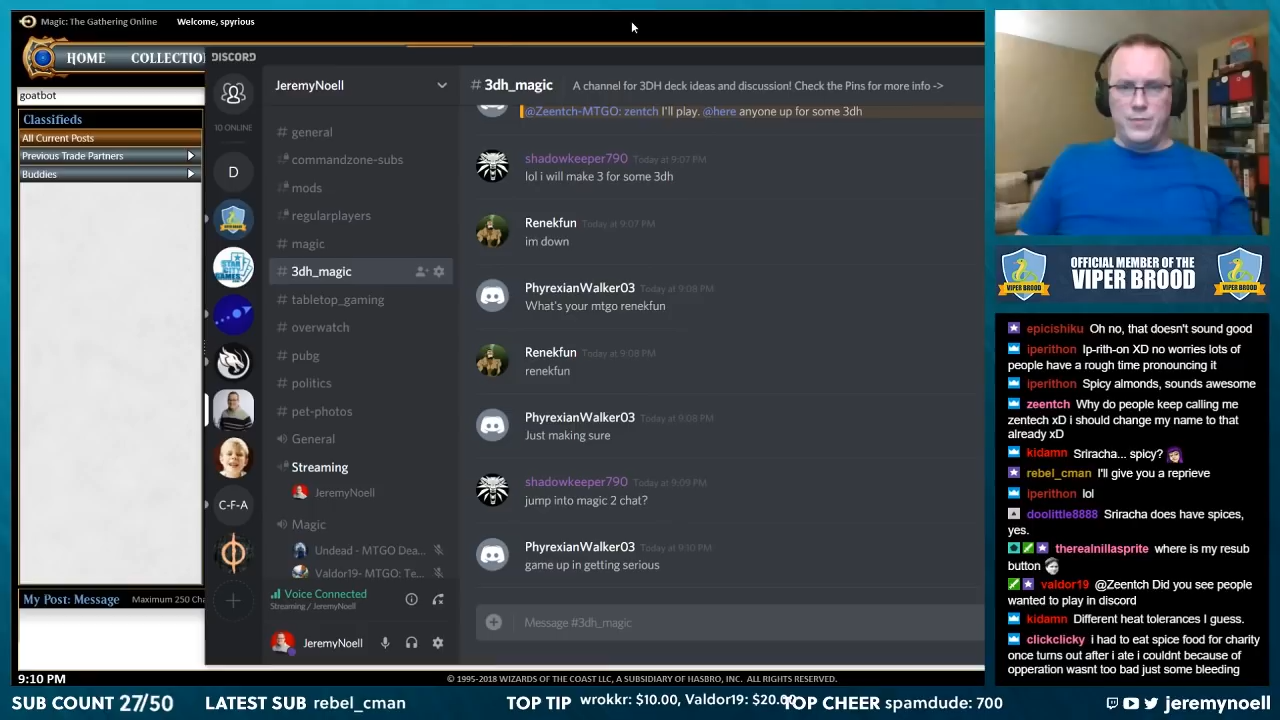 Magic: The Gathering Online
Welcome, spyrious
HOME
COLLECTIO
goatbot
Classifieds
All Current Posts
Previous Trade Partners
Buddies
My Post: Message
Maximum 250 Cha
9:10 PM
© 1995-2018 WIZARDS OF THE COAST LLC, A SUBSIDIARY OF HASBRO, INC. ALL RIGHTS RESERVED.
DISCORD
10 ONLINE
D
C-F-A
JeremyNoell
# general
# commandzone-subs
# mods
# regularplayers
# magic
# 3dh_magic
# tabletop_gaming
# overwatch
# pubg
# politics
# pet-photos
General
Streaming
JeremyNoell
Magic
Undead - MTGO Dea...
Valdor19- MTGO: Te...
Voice Connected
Streaming / JeremyNoell
JeremyNoell
# 3dh_magic
A channel for 3DH deck ideas and discussion! Check the Pins for more info ->
@Zeentch-MTGO: zentch I'll play. @here anyone up for some 3dh
shadowkeeper790 Today at 9:07 PM
lol i will make 3 for some 3dh
Renekfun Today at 9:07 PM
im down
PhyrexianWalker03 Today at 9:08 PM
What's your mtgo renekfun
Renekfun Today at 9:08 PM
renekfun
PhyrexianWalker03 Today at 9:08 PM
Just making sure
shadowkeeper790 Today at 9:09 PM
jump into magic 2 chat?
PhyrexianWalker03 Today at 9:10 PM
game up in getting serious
Message #3dh_magic
OFFICIAL MEMBER OF THE
VIPER BROOD
epicishiku Oh no, that doesn't sound good
iperithon Ip-rith-on XD no worries lots of
people have a rough time pronouncing it
iperithon Spicy almonds, sounds awesome
zeentch Why do people keep calling me
zentech xD i should change my name to that
already xD
kidamn Sriracha... spicy?
rebel_cman I'll give you a reprieve
iperithon lol
doolittle8888 Sriracha does have spices,
yes.
therealnillasprite where is my resub
button
valdor19 @Zeentch Did you see people
wanted to play in discord
kidamn Different heat tolerances I guess.
clickclicky i had to eat spice food for charity
once turns out after i ate i couldnt because of
opperation wasnt too bad just some bleeding
SUB COUNT 27/50
LATEST SUB rebel_cman
TOP TIP wrokkr: $10.00, Valdor19: $20.00
TOP CHEER spamdude: 700
jeremynoell